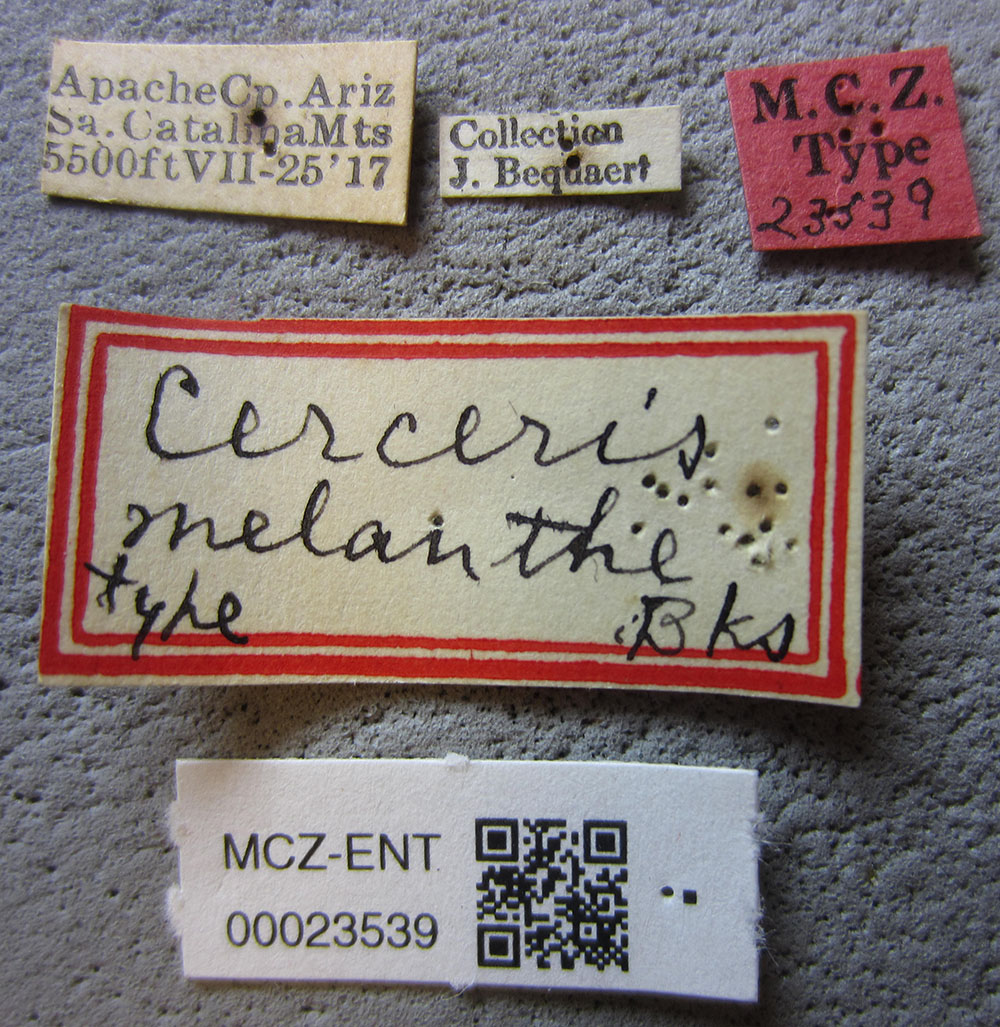 ApacheCp. Ariz
Sa. CatalinaMts
5500ftVII-25'17
Collection
J. Bequaert
M.C.Z.
Type
23539
Cerceris
melanthe
type
Bks
MCZ-ENT
00023539